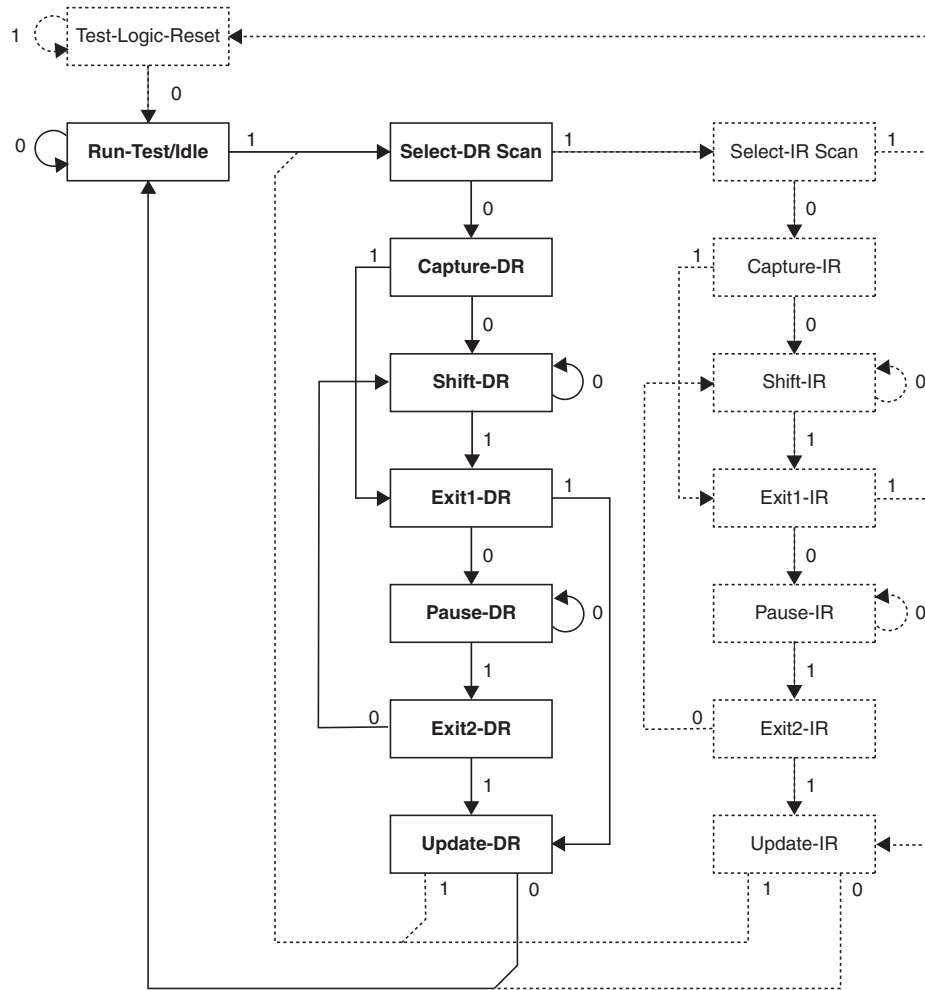 Test-Logic-Reset
1
0
0
Run-Test/Idle
1
Select-DR Scan
1
Select-IR Scan
1
0
0
1
Capture-DR
1
Capture-IR
0
0
Shift-DR
0
Shift-IR
0
1
1
Exit1-DR
1
Exit1-IR
1
0
0
Pause-DR
0
Pause-IR
0
1
1
0
Exit2-DR
0
Exit2-IR
1
1
Update-DR
Update-IR
1
0
1
0